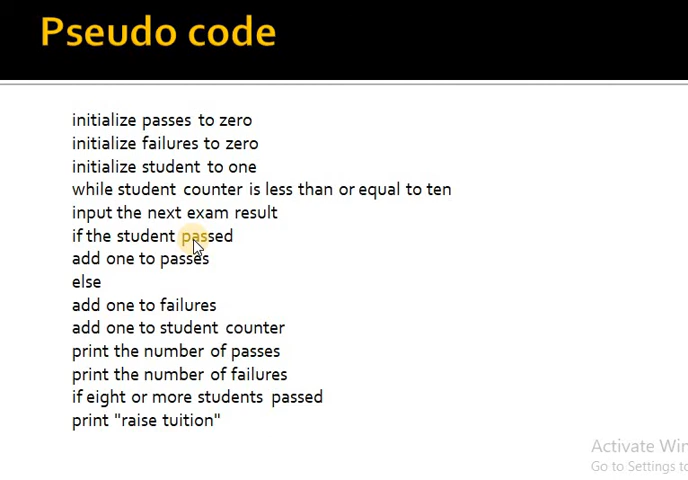 Pseudo code
initialize passes to zero
initialize failures to zero
initialize student to one
while student counter is less than or equal to ten
input the next exam result
if the student passed
add one to passes
else
add one to failures
add one to student counter
print the number of passes
print the number of failures
if eight or more students passed
print "raise tuition"
Activate Win
Go to Settings to